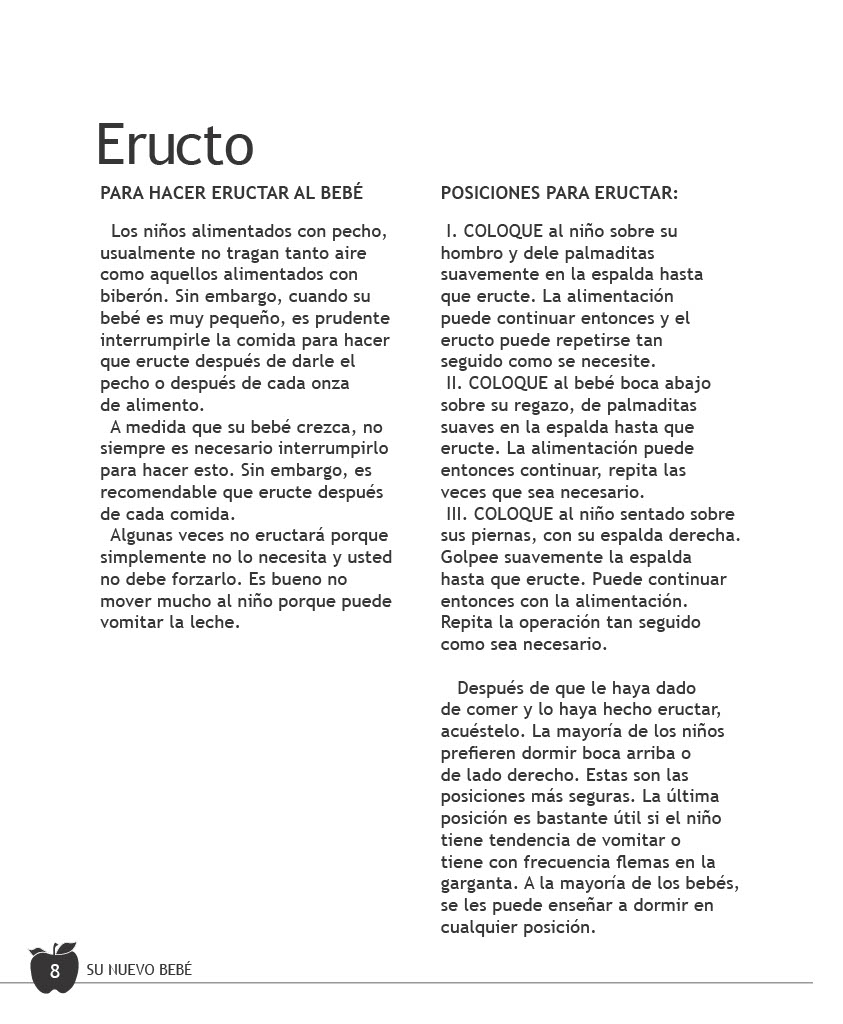 Eructo
PARA HACER ERUCTAR AL BEBÉ
Los niños alimentados con pecho,
usualmente no tragan tanto aire
como aquellos alimentados con
biberón. Sin embargo, cuando su
bebé es muy pequeño, es prudente
interrumpirle la comida para hacer
que eructe después de darle el
pecho o después de cada onza
de alimento.
A medida que su bebé crezca, no
siempre es necesario interrumpirlo
para hacer esto. Sin embargo, es
recomendable que eructe después
de cada comida.
Algunas veces no eructará porque
simplemente no lo necesita y usted
no debe forzarlo. Es bueno no
mover mucho al niño porque puede
vomitar la leche.
POSICIONES PARA ERUCTAR:
I. COLOQUE al niño sobre su
hombro y dele palmaditas
suavemente en la espalda hasta
que eructe. La alimentación
puede continuar entonces y el
eructo puede repetirse tan
seguido como se necesite.
II. COLOQUE al bebé boca abajo
sobre su regazo, de palmaditas
suaves en la espalda hasta que
eructe. La alimentación puede
entonces continuar, repita las
veces que sea necesario.
III. COLOQUE al niño sentado sobre
sus piernas, con su espalda derecha.
Golpee suavemente la espalda
hasta que eructe. Puede continuar
entonces con la alimentación.
Repita la operación tan seguido
como sea necesario.
Después de que le haya dado
de comer y lo haya hecho eructar,
acuéstelo. La mayoría de los niños
prefieren dormir boca arriba o
de lado derecho. Estas son las
posiciones más seguras. La última
posición es bastante útil si el niño
tiene tendencia de vomitar o
tiene con frecuencia flemas en la
garganta. A la mayoría de los bebés,
se les puede enseñar a dormir en
cualquier posición.
8 SU NUEVO BEBÉ